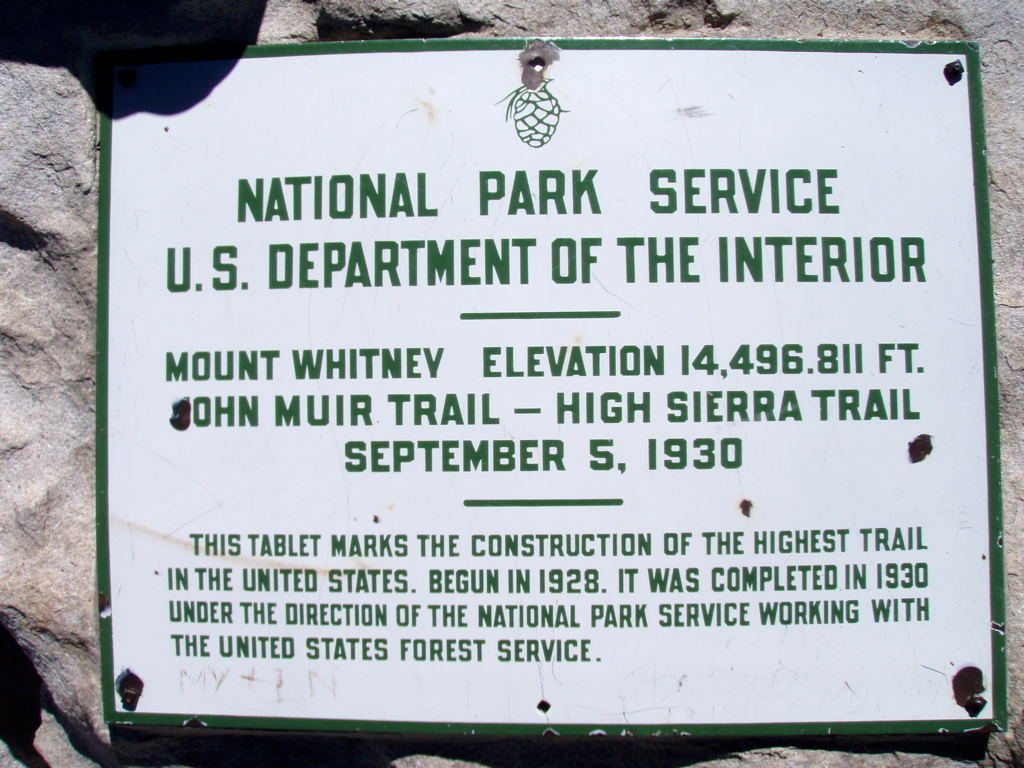 NATIONAL PARK SERVICE
U.S. DEPARTMENT OF THE INTERIOR
MOUNT WHITNEY ELEVATION 14,496.811 FT.
JOHN MUIR TRAIL — HIGH SIERRA TRAIL
SEPTEMBER 5, 1930
THIS TABLET MARKS THE CONSTRUCTION OF THE HIGHEST TRAIL
IN THE UNITED STATES. BEGUN IN 1928. IT WAS COMPLETED IN 1930
UNDER THE DIRECTION OF THE NATIONAL PARK SERVICE WORKING WITH
THE UNITED STATES FOREST SERVICE.